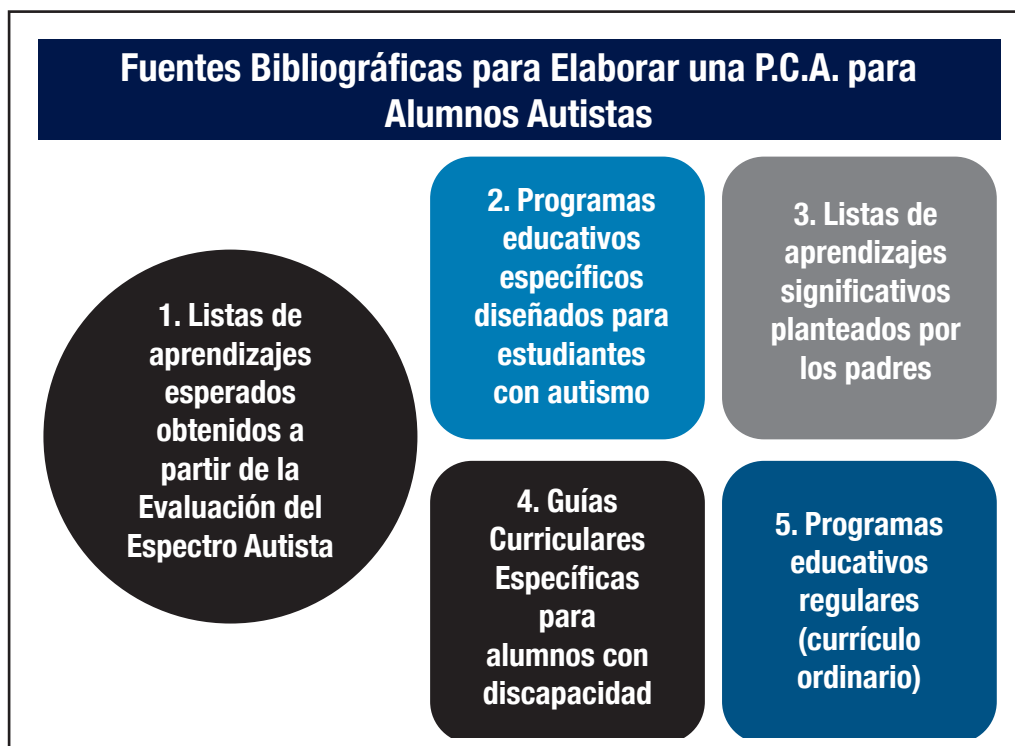 Fuentes Bibliográficas para Elaborar una P.C.A. para
Alumnos Autistas
1. Listas de
aprendizajes
esperados
obtenidos a
partir de la
Evaluación del
Espectro Autista
2. Programas
educativos
específicos
diseñados para
estudiantes
con autismo
3. Listas de
aprendizajes
significativos
planteados por
los padres
4. Guías
Curriculares
Específicas
para
alumnos con
discapacidad
5. Programas
educativos
regulares
(currículo
ordinario)